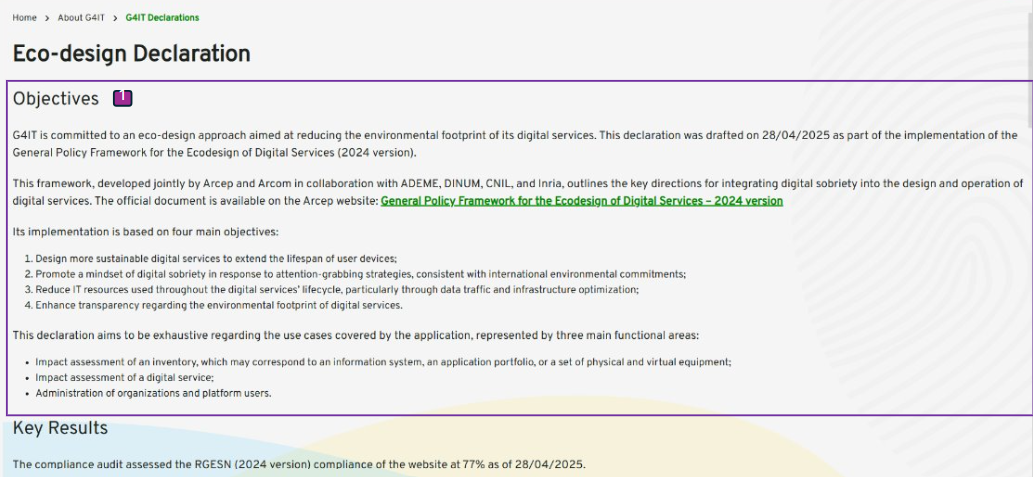 Home > About G4IT > G4IT Declarations
Eco-design Declaration
Objectives 1
G4IT is committed to an eco-design approach aimed at reducing the environmental footprint of its digital services. This declaration was drafted on 28/04/2025 as part of the implementation of the
General Policy Framework for the Ecodesign of Digital Services (2024 version).
This framework, developed jointly by Arcep and Arcom in collaboration with ADEME, DINUM, CNIL, and Inria, outlines the key directions for integrating digital sobriety into the design and operation of
digital services. The official document is available on the Arcep website: General Policy Framework for the Ecodesign of Digital Services – 2024 version
Its implementation is based on four main objectives:
1. Design more sustainable digital services to extend the lifespan of user devices;
2. Promote a mindset of digital sobriety in response to attention-grabbing strategies, consistent with international environmental commitments;
3. Reduce IT resources used throughout the digital services' lifecycle, particularly through data traffic and infrastructure optimization;
4. Enhance transparency regarding the environmental footprint of digital services.
This declaration aims to be exhaustive regarding the use cases covered by the application, represented by three main functional areas:
• Impact assessment of an inventory, which may correspond to an information system, an application portfolio, or a set of physical and virtual equipment;
• Impact assessment of a digital service;
• Administration of organizations and platform users.
Key Results
The compliance audit assessed the RGESN (2024 version) compliance of the website at 77% as of 28/04/2025.